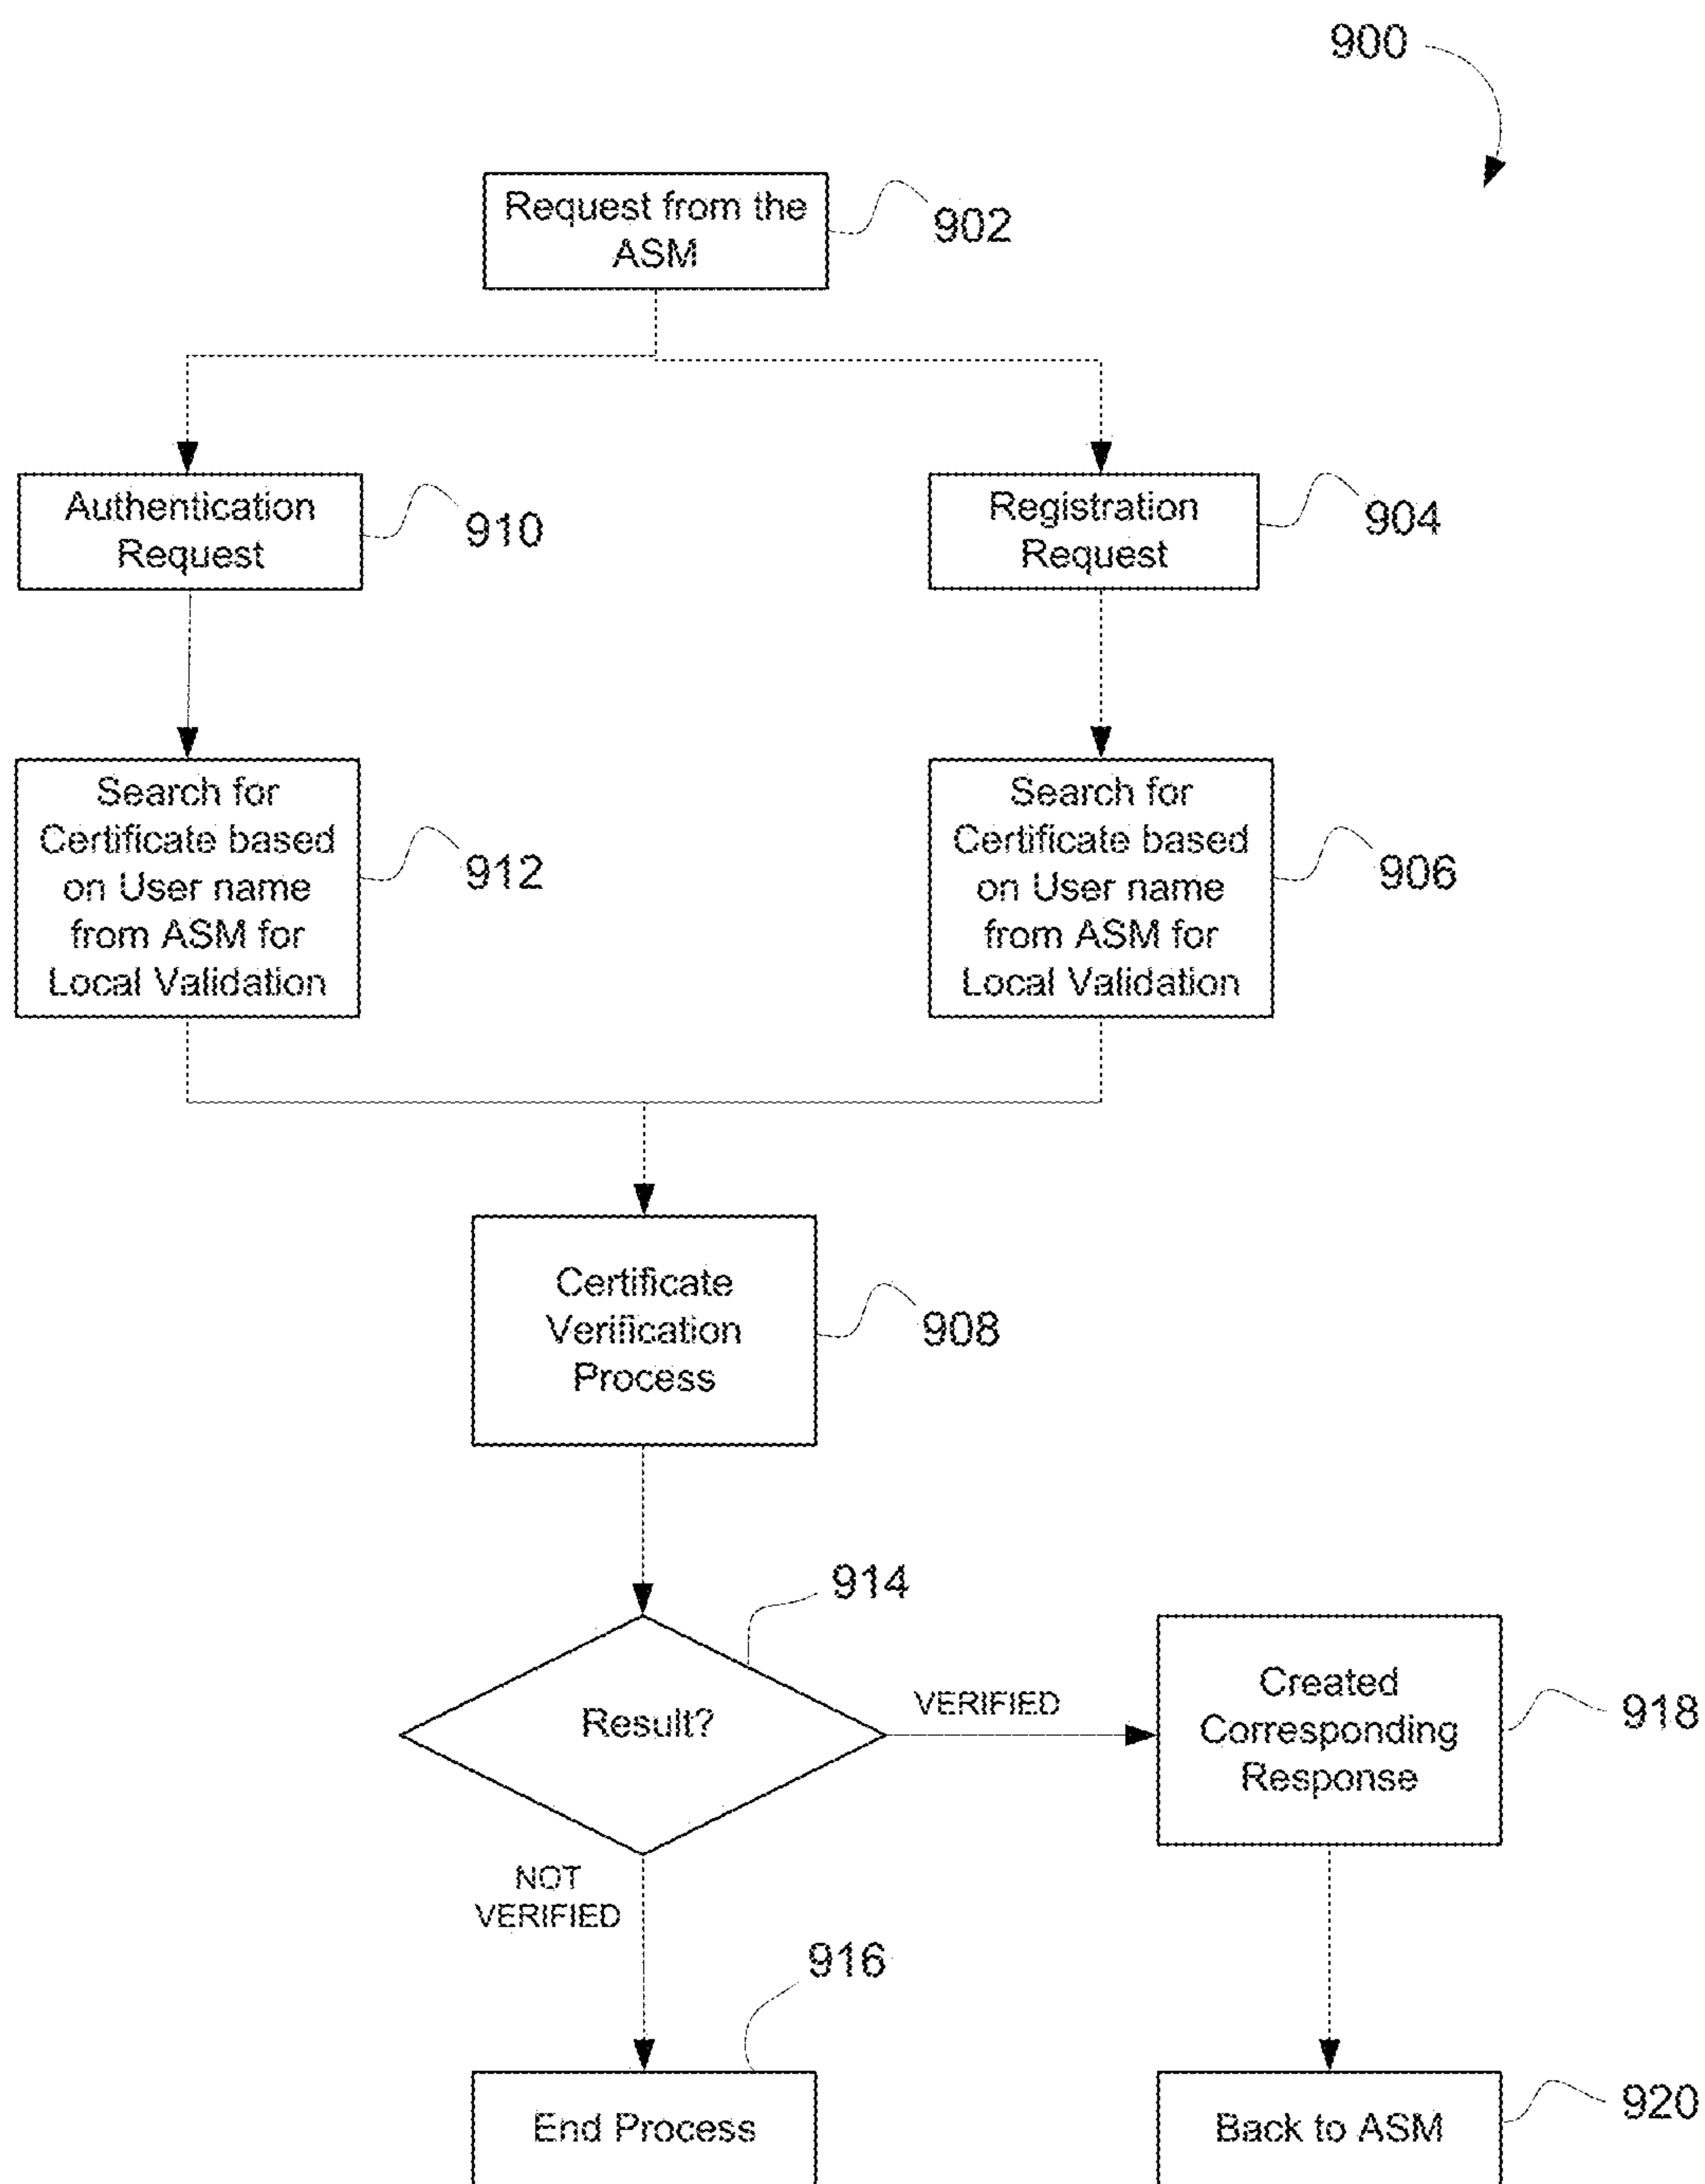 900
Request from the
ASM
902
Authentication
Request
910
Registration
Request
904
Search for
Certificate based
on User name
from ASM for
Local Validation
912
Search for
Certificate based
on User name
from ASM for
Local Validation
906
Certificate
Verification
Process
908
914
Result?
VERIFIED
Created
Corresponding
Response
918
NOT
VERIFIED
916
End Process
Back to ASM
920